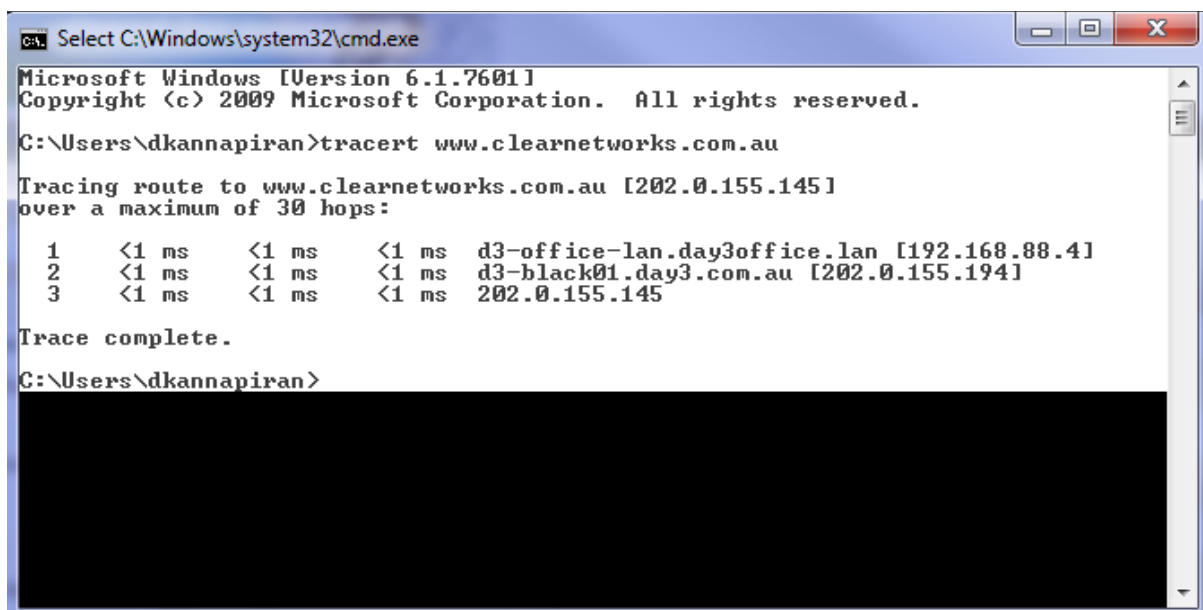 Select C:\Windows\system32\cmd.exe
Microsoft Windows [Version 6.1.7601]
Copyright (c) 2009 Microsoft Corporation.  All rights reserved.
C:\Users\dkannapiran>tracert www.clearnetworks.com.au
Tracing route to www.clearnetworks.com.au [202.0.155.145]
over a maximum of 30 hops:
1 <1 ms <1 ms <1 ms d3-office-lan.day3office.lan [192.168.88.4]
2 <1 ms <1 ms <1 ms d3-black01.day3.com.au [202.0.155.194]
3 <1 ms <1 ms <1 ms 202.0.155.145
Trace complete.
C:\Users\dkannapiran>